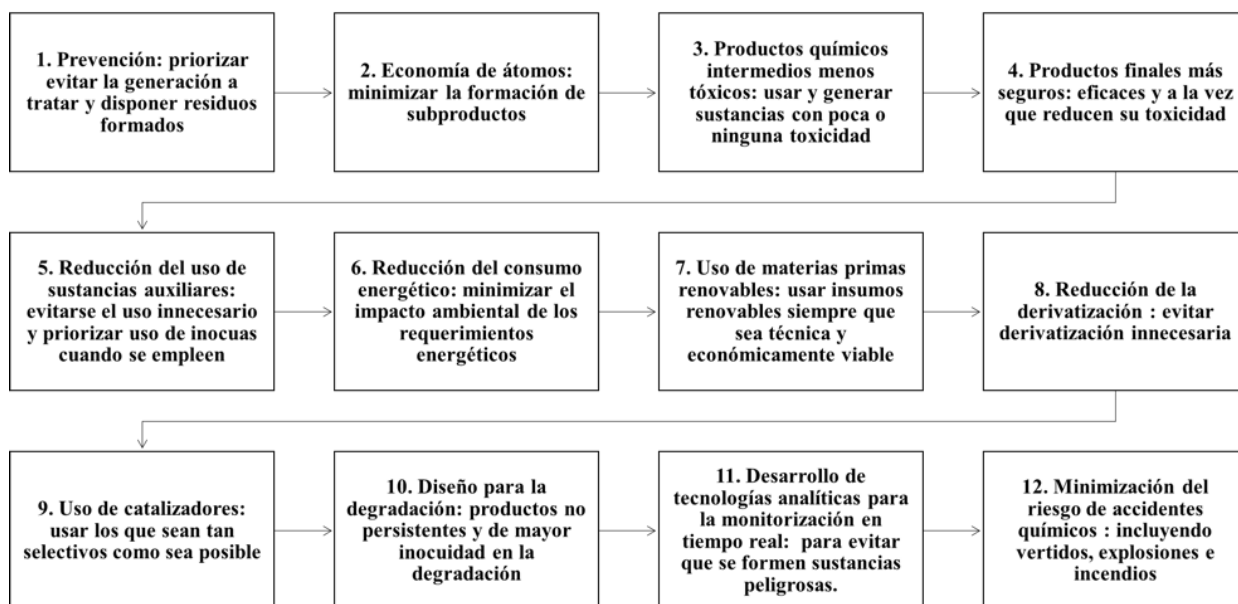 1. Prevención: priorizar
evitar la generación a
tratar y disponer residuos
formados
2. Economía de átomos:
minimizar la formación de
subproductos
3. Productos químicos
intermedios menos
tóxicos: usar y generar
sustancias con poca o
ninguna toxicidad
4. Productos finales más
seguros: eficaces y a la vez
que reducen su toxicidad
5. Reducción del uso de
sustancias auxiliares:
evitarse el uso innecesario
y priorizar uso de inocuas
cuando se empleen
6. Reducción del consumo
energético: minimizar el
impacto ambiental de los
requerimientos
energéticos
7. Uso de materias primas
renovables: usar insumos
renovables siempre que
sea técnica y
económicamente viable
8. Reducción de la
derivatización : evitar
derivatización innecesaria
9. Uso de catalizadores:
usar los que sean tan
selectivos como sea posible
10. Diseño para la
degradación: productos no
persistentes y de mayor
inocuidad en la
degradación
11. Desarrollo de
tecnologías analíticas para
la monitorización en
tiempo real: para evitar
que se formen sustancias
peligrosas.
12. Minimización del
riesgo de accidentes
químicos : incluyendo
vertidos, explosiones e
incendios